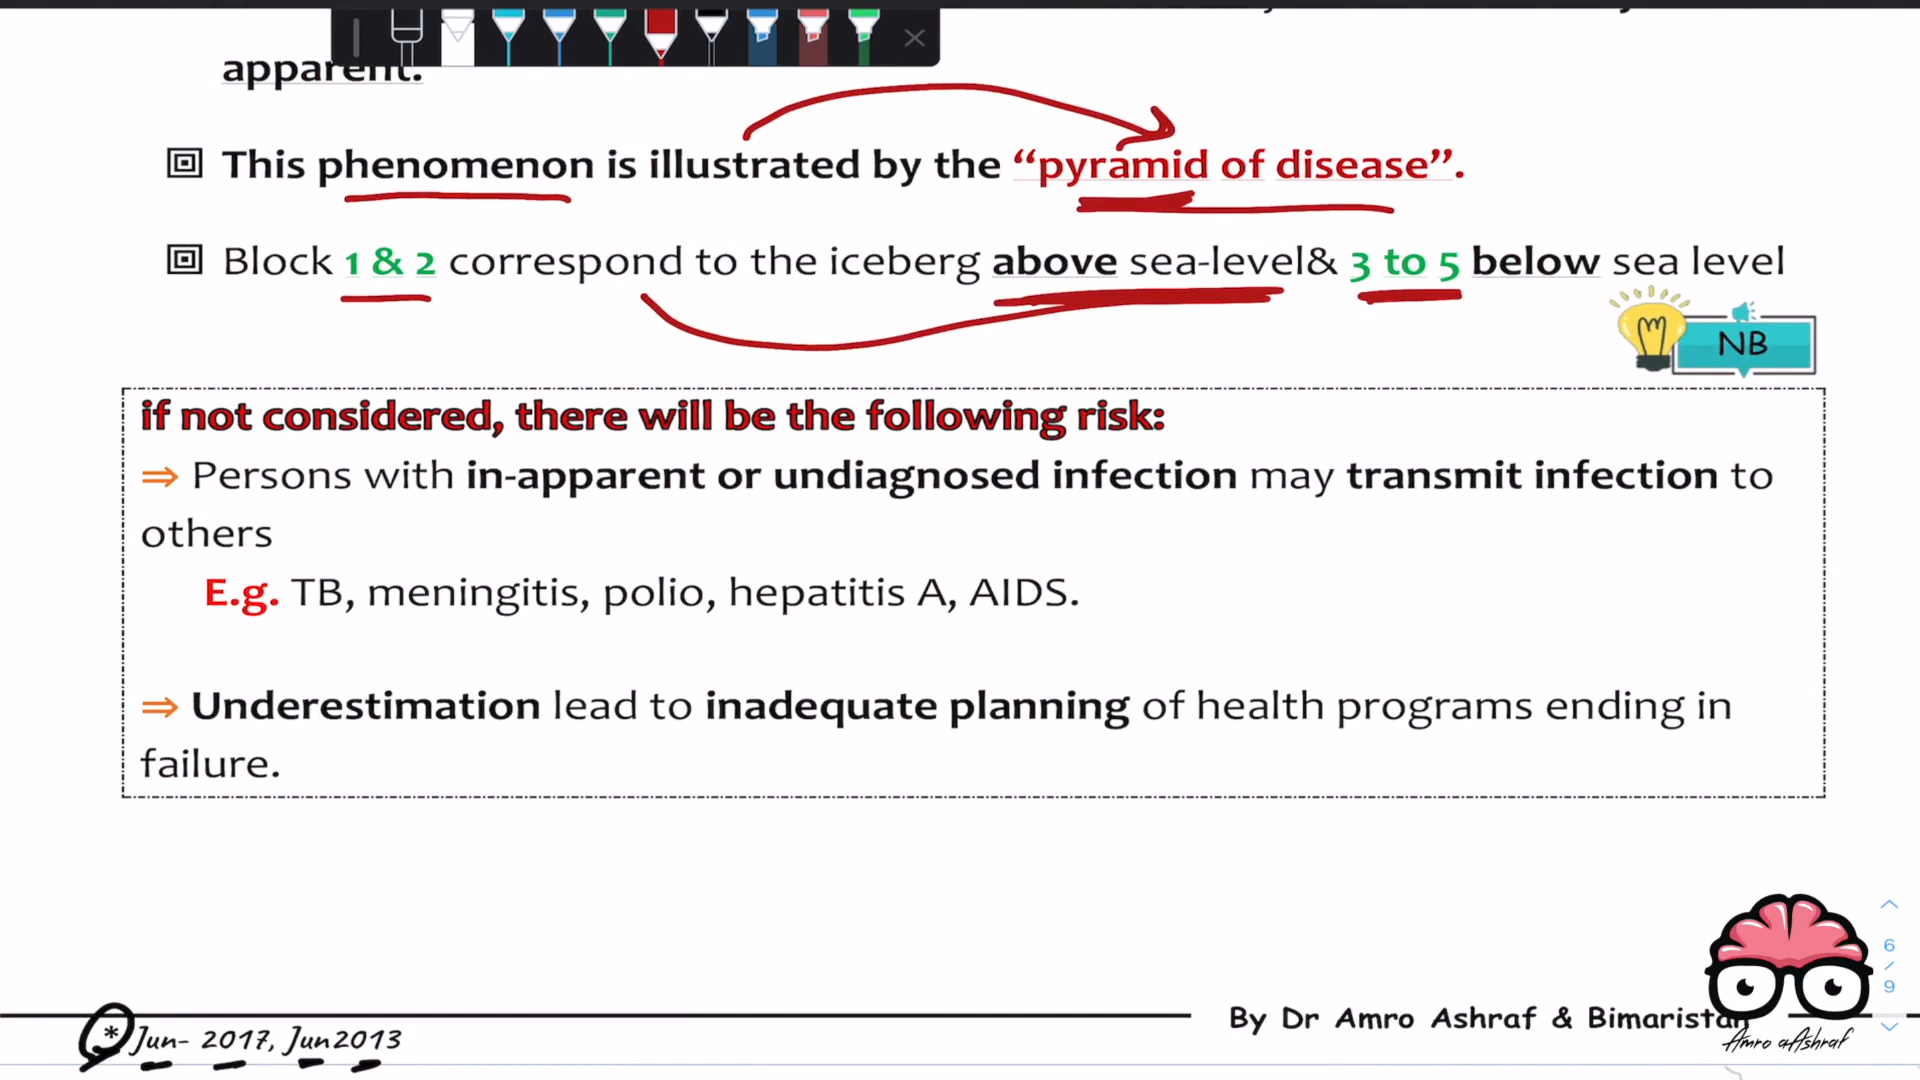 apparent.
This phenomenon is illustrated by the “pyramid of disease”.
Block 1 & 2 correspond to the iceberg above sea-level& 3 to 5 below sea level
NB
if not considered, there will be the following risk:
⇒ Persons with in-apparent or undiagnosed infection may transmit infection to
others
E.g. TB, meningitis, polio, hepatitis A, AIDS.
⇒ Underestimation lead to inadequate planning of health programs ending in
failure.
6
/
9
By Dr Amro Ashraf & Bimaristan
* Jun- 2017, Jun2013
Amro aAshraf